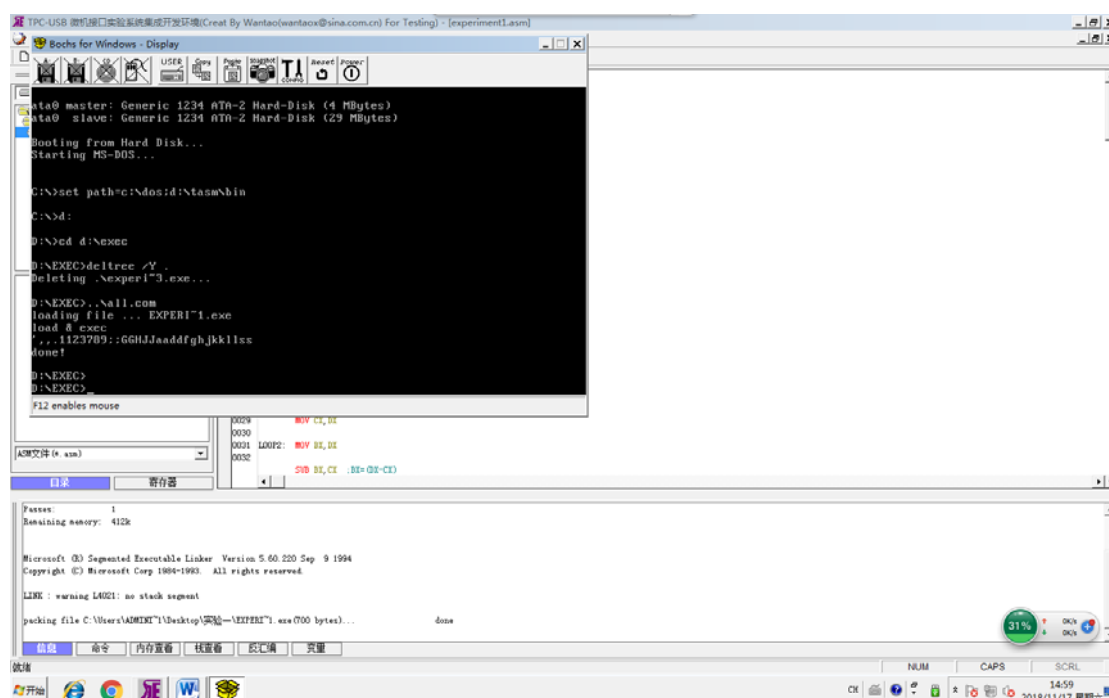 TPC-USB 微机接口实验系统集成开发环境(Creat By Wantao(wantaox@sina.com.cn) For Testing) - [experiment1.asm]
Bochs for Windows - Display
USER Copy Paste snapshot CONFIG Reset Power
ata0 master: Generic 1234 ATA-2 Hard-Disk (4 MBytes)
ata0  slave: Generic 1234 ATA-2 Hard-Disk (29 MBytes)
Booting from Hard Disk...
Starting MS-DOS...
C:\>set path=c:\dos;d:\tasm\bin
C:\>d:
D:\>cd d:\exec
D:\EXEC>deltree /Y .
Deleting .\experi~3.exe...
D:\EXEC>..\all.com
loading file ... EXPERI~1.exe
load & exec
',,.1123789::GGHJJaaddfghjkkllss
done!
D:\EXEC>
D:\EXEC>_
F12 enables mouse
0029 MOV CX,DX
0030
0031 LOOP2: MOV BX,DX
0032
SUB BX,CX ;BX=(DX-CX)
ASM文件(*.asm)
目录 寄存器
Passes: 1
Remaining memory: 412k
Microsoft (R) Segmented Executable Linker  Version 5.60.220 Sep  9 1994
Copyright (C) Microsoft Corp 1984-1993.  All rights reserved.
LINK : warning L4021: no stack segment
packing file C:\Users\ADMINI~1\Desktop\实验一\EXPERI~1.exe(700 bytes)... done
信息 命令 内存查看 栈查看 反汇编 变量
31% 0K/s
0K/s
就绪 NUM CAPS SCRL
开始 CH 14:59